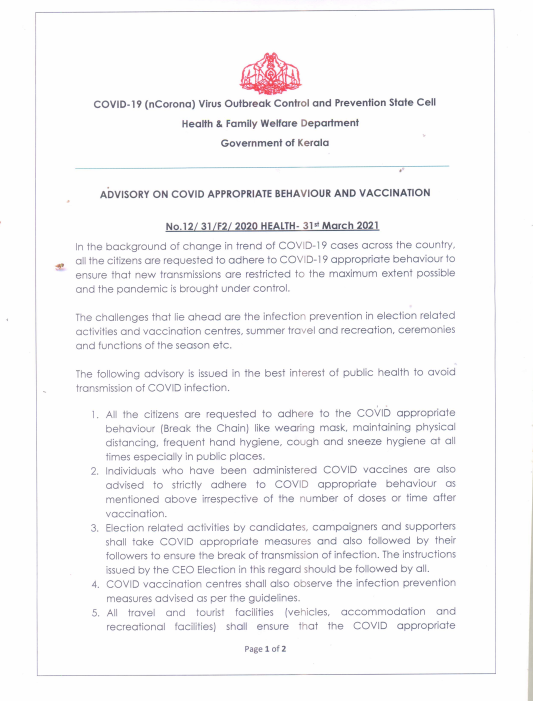 COVID-19 (nCorona) Virus Outbreak Control and Prevention State Cell
Health & Family Welfare Department
Government of Kerala
ADVISORY ON COVID APPROPRIATE BEHAVIOUR AND VACCINATION
No.12/ 31/F2/ 2020 HEALTH- 31st March 2021
In the background of change in trend of COVID-19 cases across the country,
all the citizens are requested to adhere to COVID-19 appropriate behaviour to
ensure that new transmissions are restricted to the maximum extent possible
and the pandemic is brought under control.
The challenges that lie ahead are the infection prevention in election related
activities and vaccination centres, summer travel and recreation, ceremonies
and functions of the season etc.
The following advisory is issued in the best interest of public health to avoid
transmission of COVID infection.
1. All the citizens are requested to adhere to the COVID appropriate
behaviour (Break the Chain) like wearing mask, maintaining physical
distancing, frequent hand hygiene, cough and sneeze hygiene at all
times especially in public places.
2. Individuals who have been administered COVID vaccines are also
advised to strictly adhere to COVID appropriate behaviour as
mentioned above irrespective of the number of doses or time after
vaccination.
3. Election related activities by candidates, campaigners and supporters
shall take COVID appropriate measures and also followed by their
followers to ensure the break of transmission of infection. The instructions
issued by the CEO Election in this regard should be followed by all.
4. COVID vaccination centres shall also observe the infection prevention
measures advised as per the guidelines.
5. All travel and tourist facilities (vehicles, accommodation and
recreational facilities) shall ensure that the COVID appropriate
Page 1 of 2